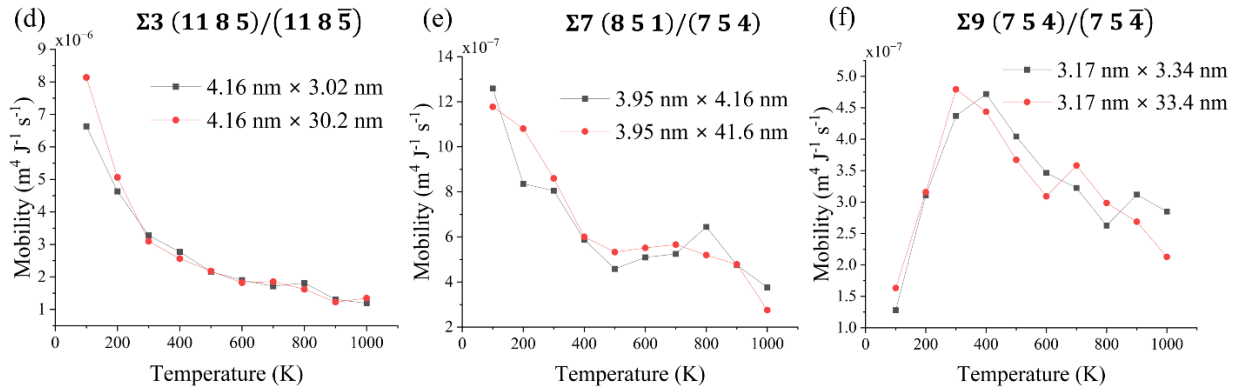 (d) Σ3 (11 8 5)/(11 8 5̅)
x10⁻⁶
9
8
7
6
5
4
3
2
1
0 200 400 600 800 1000
Mobility (m⁴ J⁻¹ s⁻¹)
Temperature (K)
4.16 nm × 3.02 nm
4.16 nm × 30.2 nm
(e) Σ7 (8 5 1)/(7 5 4)
×10⁻⁷
14
12
10
8
6
4
2
0 200 400 600 800 1000
Mobility (m⁴ J⁻¹ s⁻¹)
Temperature (K)
3.95 nm × 4.16 nm
3.95 nm × 41.6 nm
(f) Σ9 (7 5 4)/(7 5 4̅)
×10⁻⁷
5.0
4.5
4.0
3.5
3.0
2.5
2.0
1.5
1.0
0 200 400 600 800 1000
Mobility (m⁴ J⁻¹ s⁻¹)
Temperature (K)
3.17 nm × 3.34 nm
3.17 nm × 33.4 nm